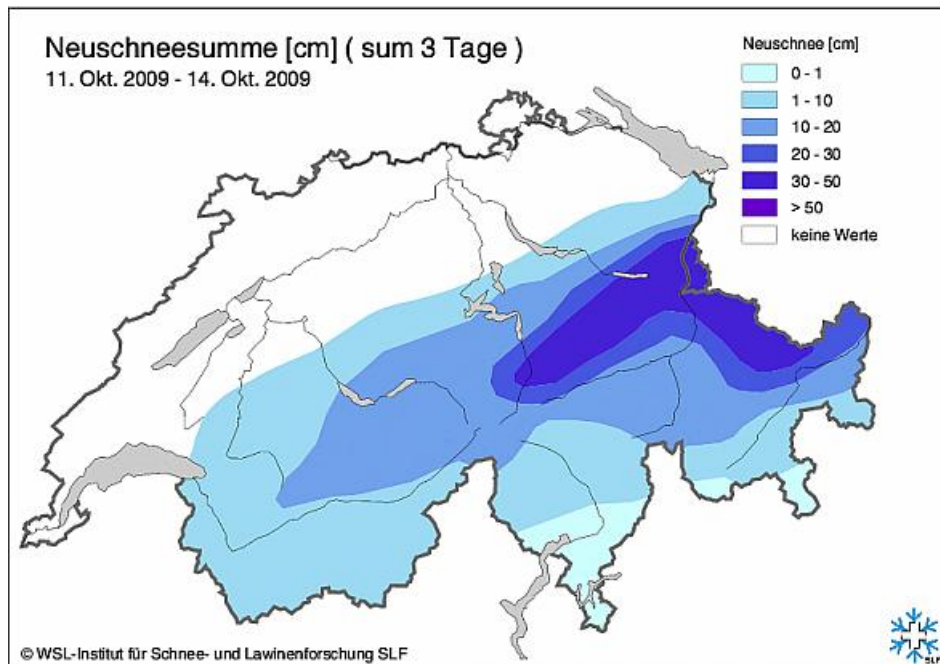 Neuschneesumme [cm] ( sum 3 Tage )
11. Okt. 2009 - 14. Okt. 2009
Neuschnee [cm]
0 - 1
1 - 10
10 - 20
20 - 30
30 - 50
> 50
keine Werte
© WSL-Institut für Schnee- und Lawinenforschung SLF
SLF